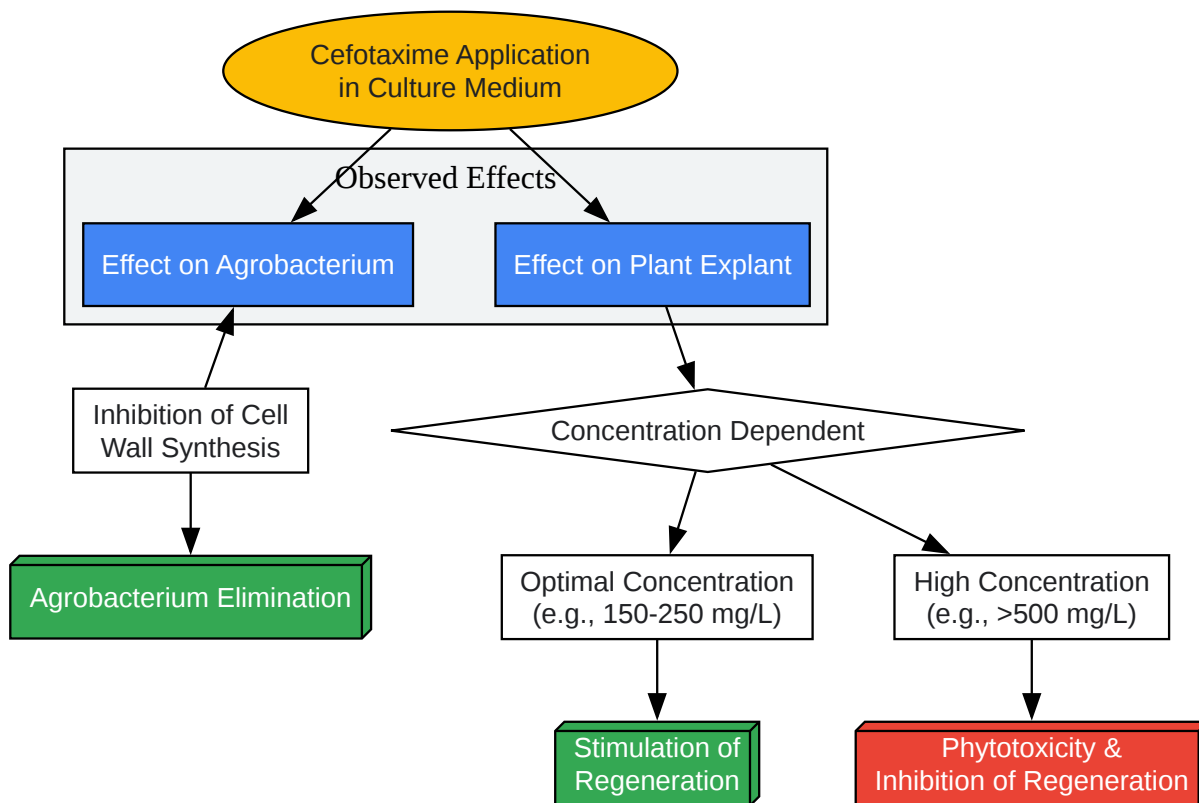 Cefotaxime Application
in Culture Medium
Observed Effects
Effect on Agrobacterium
Effect on Plant Explant
Inhibition of Cell
Wall Synthesis
Concentration Dependent
Agrobacterium Elimination
Optimal Concentration
(e.g., 150-250 mg/L)
High Concentration
(e.g., >500 mg/L)
Stimulation of
Regeneration
Phytotoxicity &
Inhibition of Regeneration